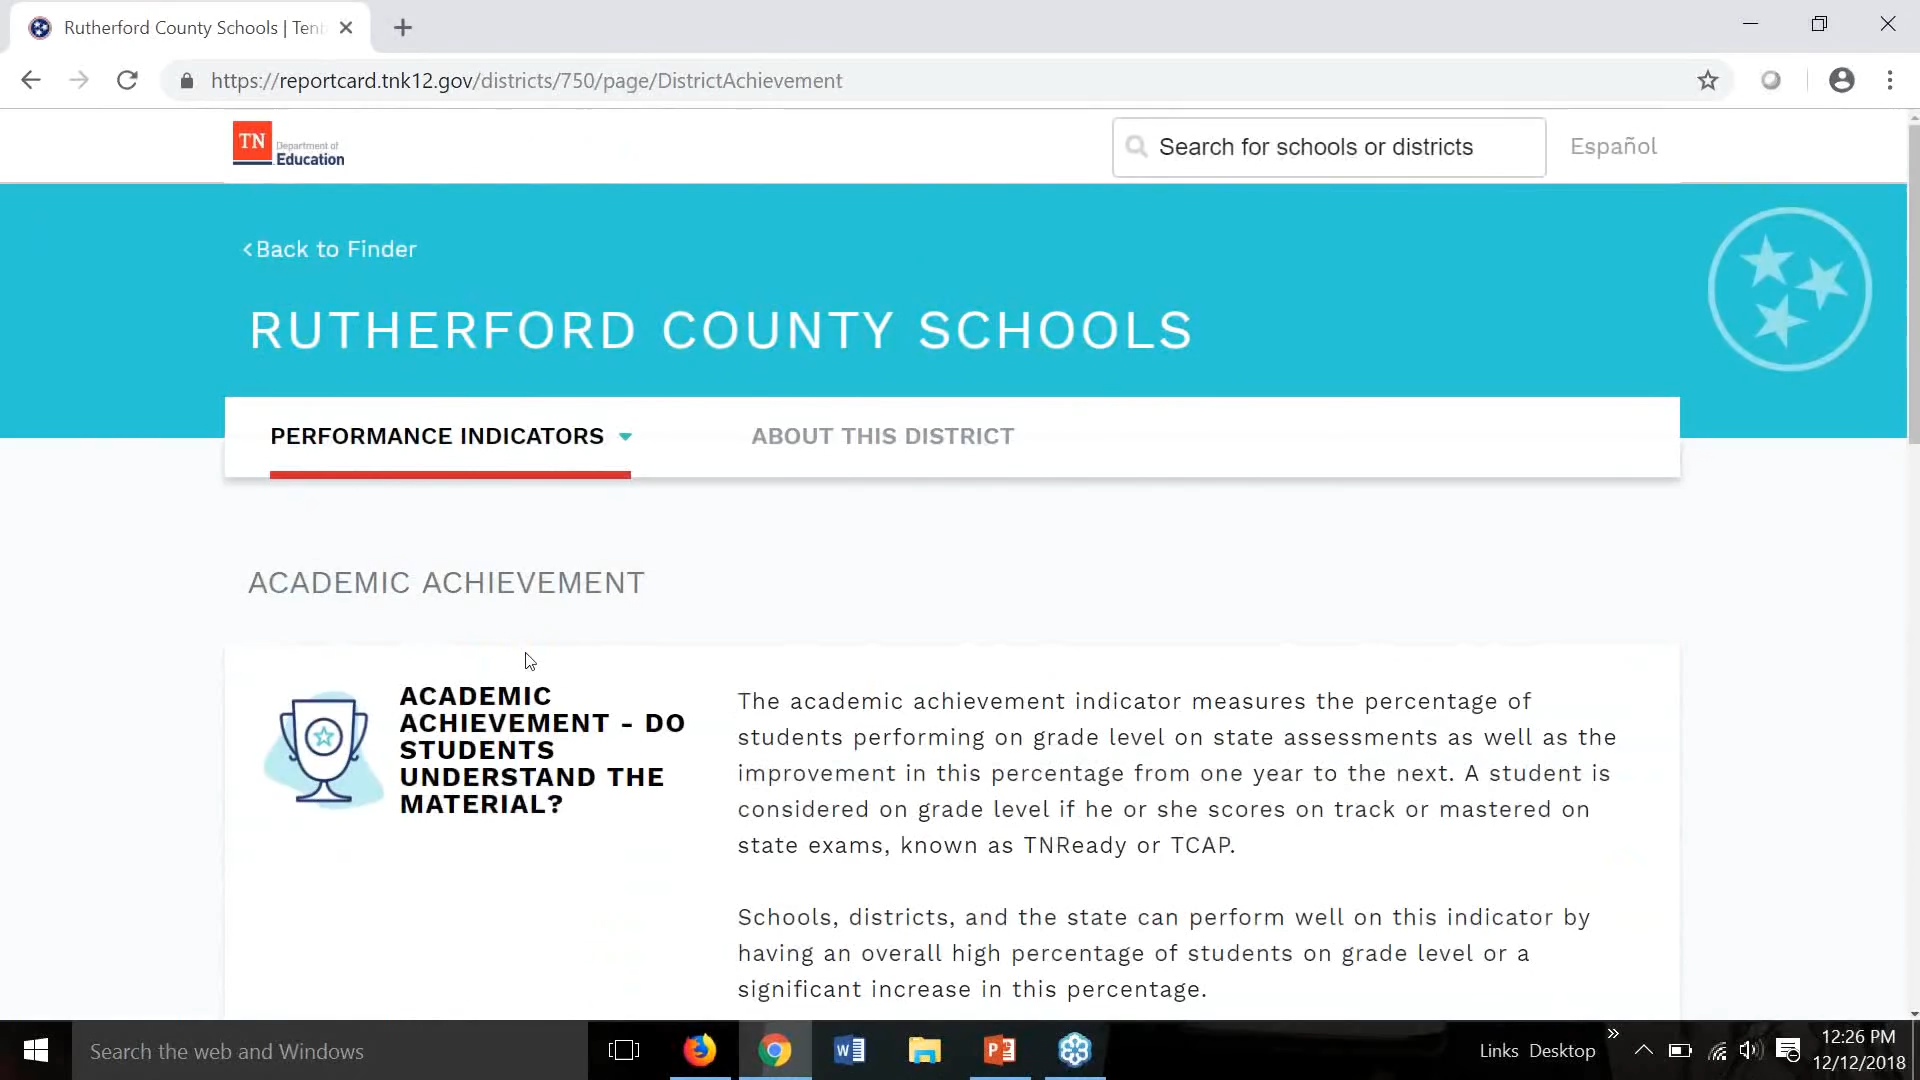 Rutherford County Schools | Ten
https://reportcard.tnk12.gov/districts/750/page/DistrictAchievement
TN
Department of
Education
Search for schools or districts
Español
Back to Finder
RUTHERFORD COUNTY SCHOOLS
PERFORMANCE INDICATORS
ABOUT THIS DISTRICT
ACADEMIC ACHIEVEMENT
ACADEMIC
ACHIEVEMENT - DO
STUDENTS
UNDERSTAND THE
MATERIAL?
The academic achievement indicator measures the percentage of
students performing on grade level on state assessments as well as the
improvement in this percentage from one year to the next. A student is
considered on grade level if he or she scores on track or mastered on
state exams, known as TNReady or TCAP.
Schools, districts, and the state can perform well on this indicator by
having an overall high percentage of students on grade level or a
significant increase in this percentage.
Search the web and Windows
Links
Desktop
12:26 PM
12/12/2018